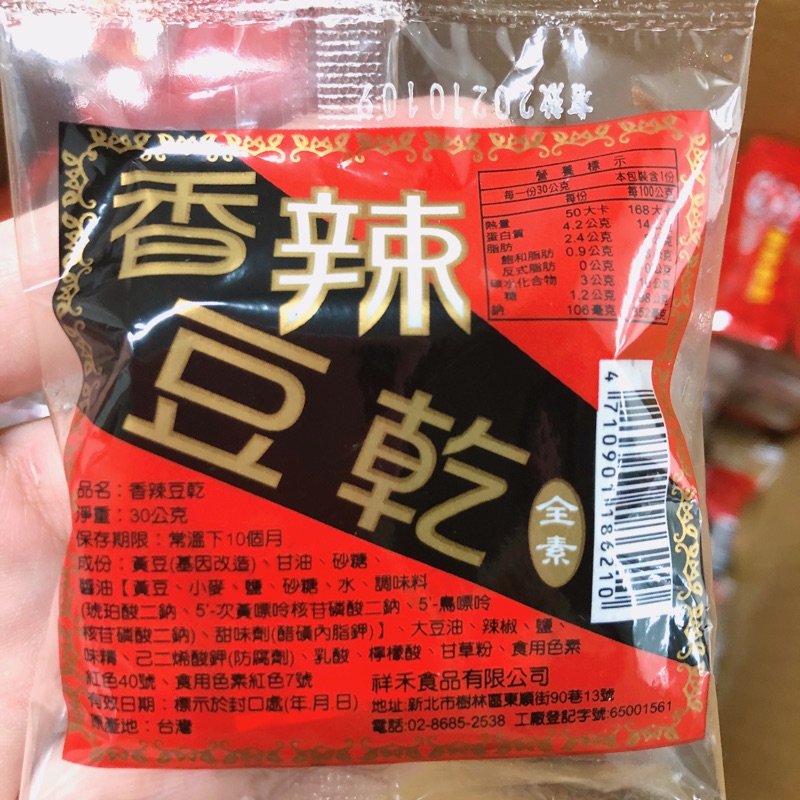 有效20210109
香辣
豆乾
全素
營養標示
每一份30公克 本包裝含1份
每份 每100公克
熱量 50大卡 168大卡
蛋白質 4.2公克
脂肪 2.4公克
飽和脂肪 0.9公克
反式脂肪 0公克
碳水化合物 3公克
糖 1.2公克
鈉 106毫克 352毫克
4 710901 186210
品名：香辣豆乾
淨重：30公克
保存期限：常溫下10個月
成份：黃豆(基因改造)、甘油、砂糖、
醬油【黃豆、小麥、鹽、砂糖、水、調味料
(琥珀酸二鈉、5'-次黃嘌呤核苷磷酸二鈉、5'-鳥嘌呤
核苷磷酸二鈉)、甜味劑(醋磺內脂鉀)】、大豆油、辣椒、鹽、
味精、己二烯酸鉀(防腐劑)、乳酸、檸檬酸、甘草粉、食用色素
紅色40號、食用色素紅色7號
有效日期：標示於封口處(年.月.日)
原產地：台灣
祥禾食品有限公司
地址:新北市樹林區東順街90巷13號
電話:02-8685-2538 工廠登記字號:65001561